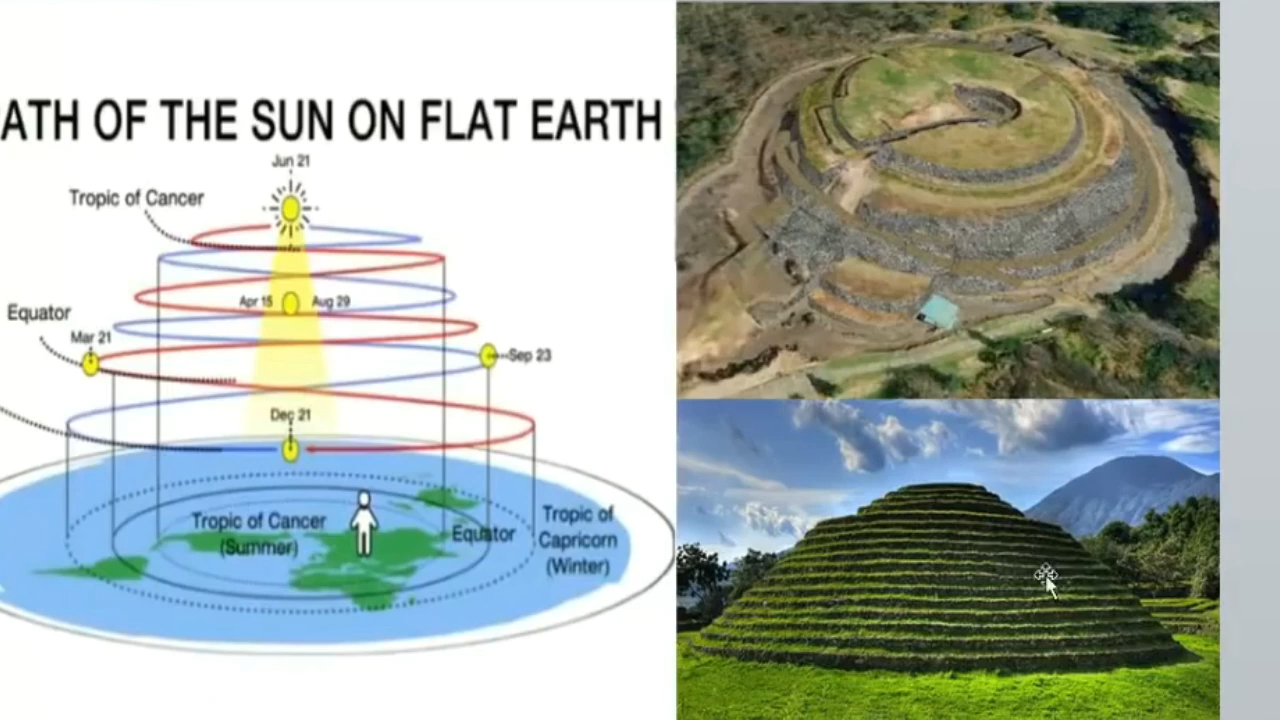 ATH OF THE SUN ON FLAT EARTH
Jun 21
Tropic of Cancer
Apr 15
Aug 29
Equator
Mar 21
Sep 23
Dec 21
Tropic of Cancer
(Summer)
Equator
Tropic of
Capricorn
(Winter)